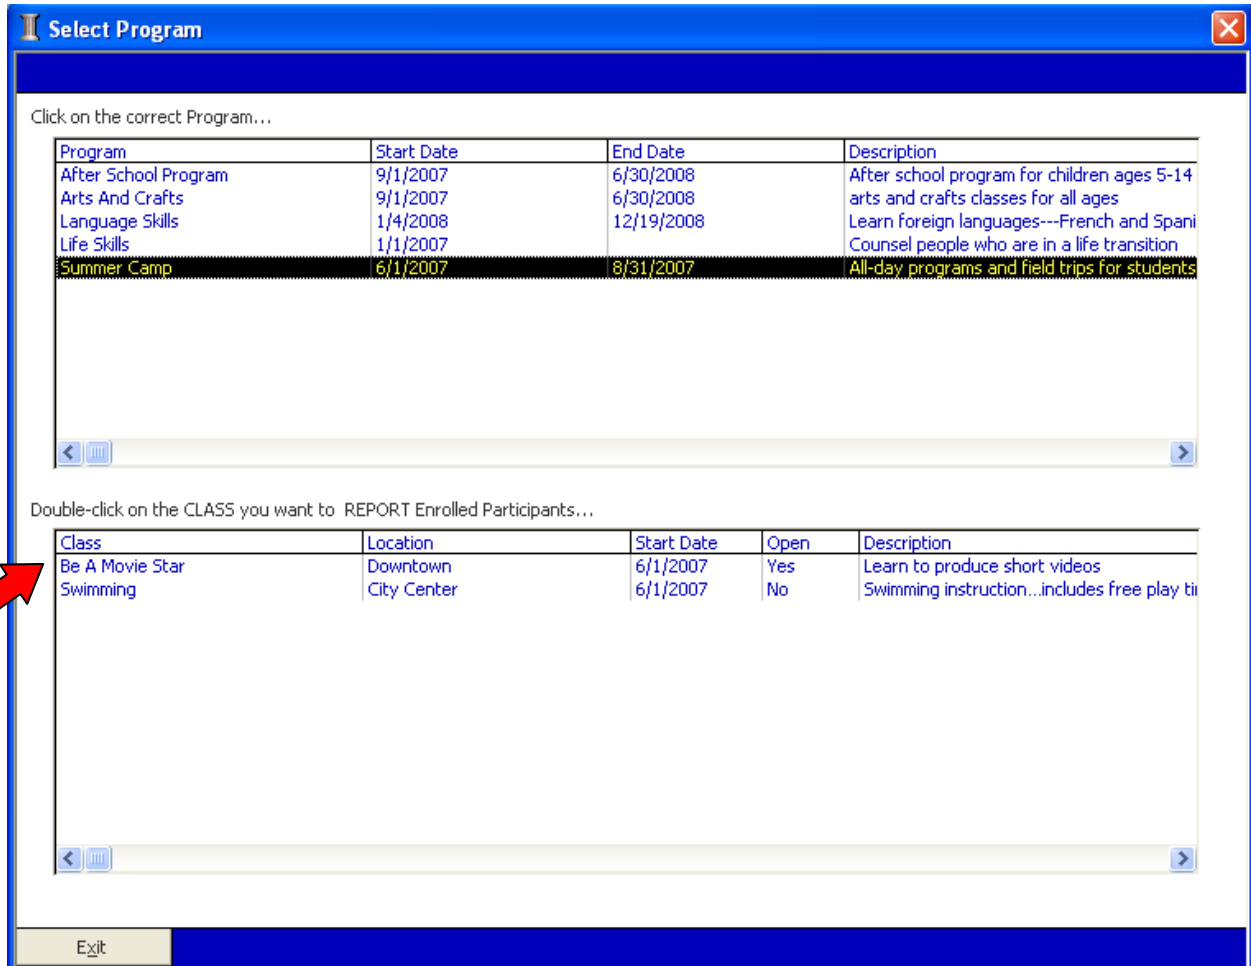 Select Program
Click on the correct Program...
Program Start Date End Date Description
After School Program 9/1/2007 6/30/2008 After school program for children ages 5-14
Arts And Crafts 9/1/2007 6/30/2008 arts and crafts classes for all ages
Language Skills 1/4/2008 12/19/2008 Learn foreign languages---French and Spani
Life Skills 1/1/2007 Counsel people who are in a life transition
Summer Camp 6/1/2007 8/31/2007 All-day programs and field trips for students
Double-click on the CLASS you want to REPORT Enrolled Participants...
Class Location Start Date Open Description
Be A Movie Star Downtown 6/1/2007 Yes Learn to produce short videos
Swimming City Center 6/1/2007 No Swimming instruction...includes free play ti
Exit